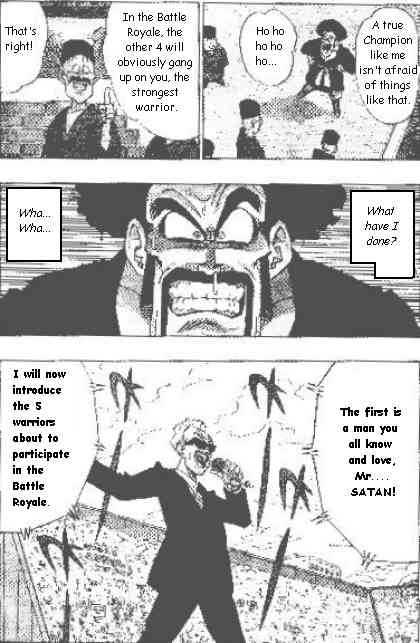 That's
right!
In the Battle
Royale, the
other 4 will
obviously gang
up on you, the
strongest
warrior.
Ho ho
ho ho
ho...
A true
Champion
like me
isn't afraid
of things
like that.
Wha...
Wha...
What
have I
done?
I will now
introduce
the 5
warriors
about to
participate
in the
Battle
Royale.
The first is
a man you
all know
and love,
Mr....
SATAN!